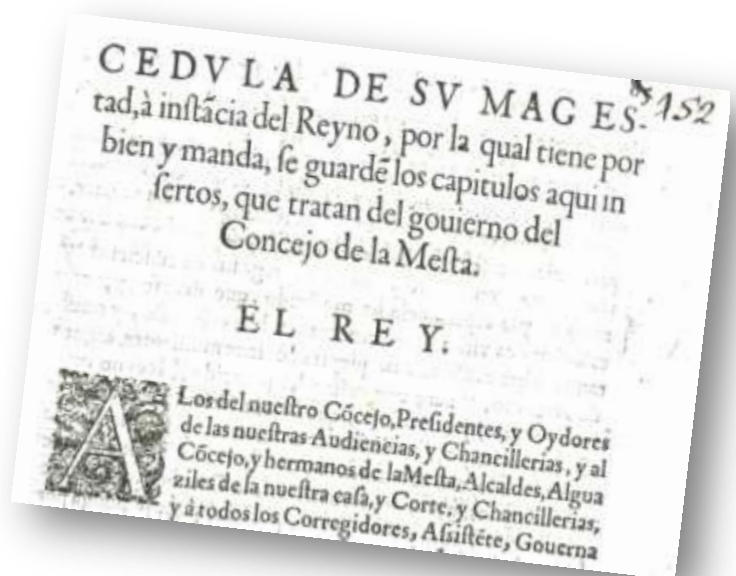 CEDVLA DE SV MAGES-
152
tad,à instãcia del Reyno, por la qual tiene por
bien y manda, se guardẽ los capitulos aqui in
sertos, que tratan del gouierno del
Concejo de la Mesta.
EL REY.
A Los del nuestro Cõcejo, Presidentes, y Oydores
de las nuestras Audiencias, y Chancillerias, y al
Cõcejo, y hermanos de la Mesta, Alcaldes, Algua
ziles de la nuestra casa, y Corte, y Chancillerias,
y à todos los Corregidores, Assistẽte, Gouerna